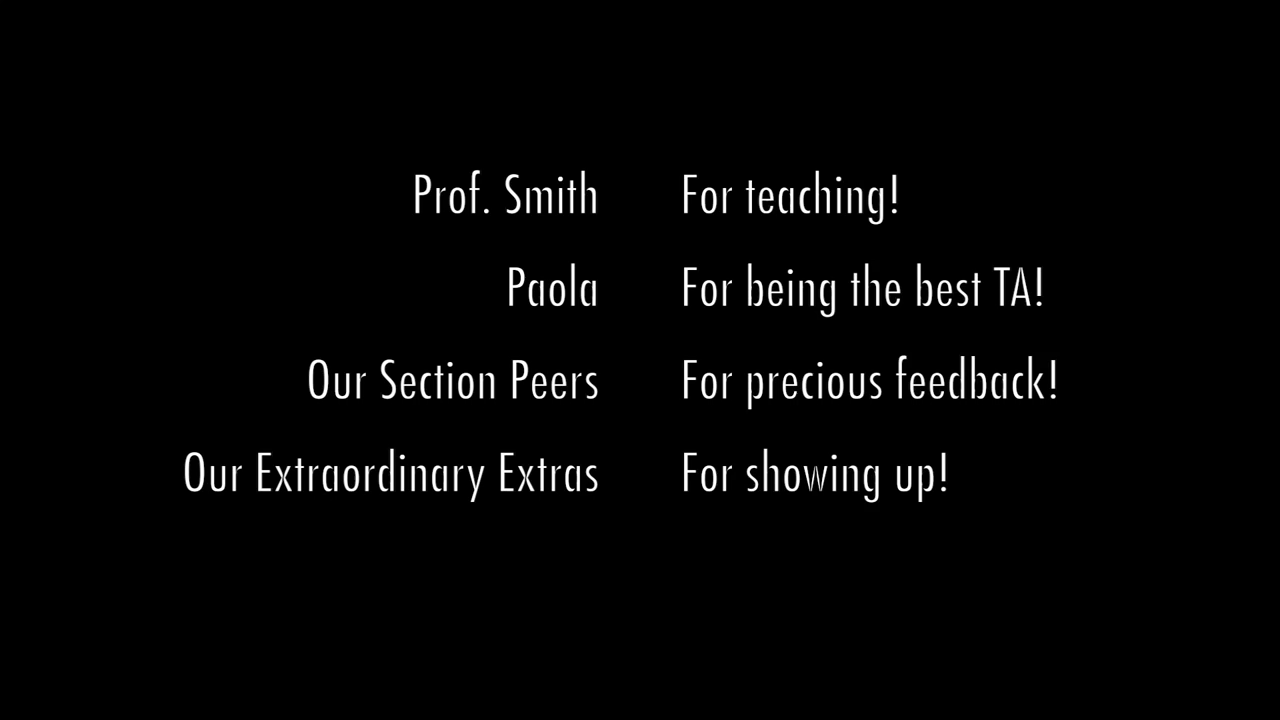 Prof. Smith For teaching!
Paola For being the best TA!
Our Section Peers For precious feedback!
Our Extraordinary Extras For showing up!